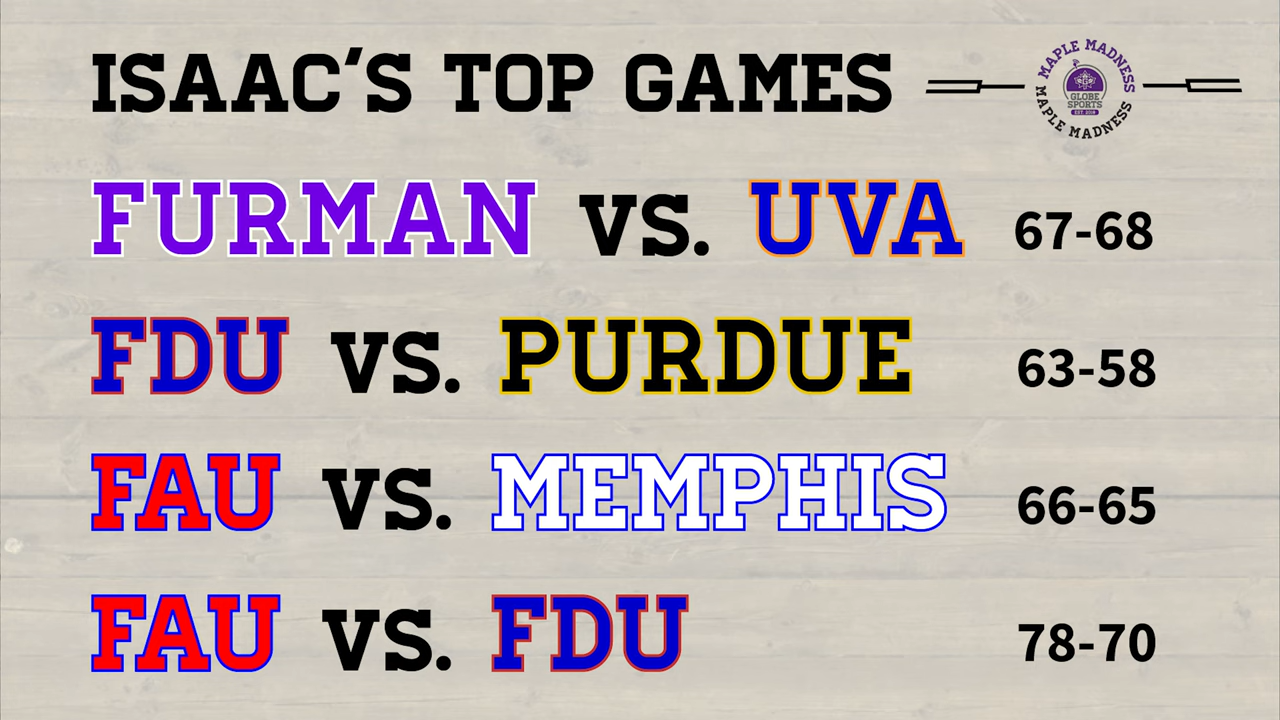 ISAAC'S TOP GAMES
MAPLE MADNESS
GLOBE
SPORTS
MAPLE MADNESS
FURMAN VS. UVA 67-68
FDU VS. PURDUE 63-58
FAU VS. MEMPHIS 66-65
FAU VS. FDU 78-70